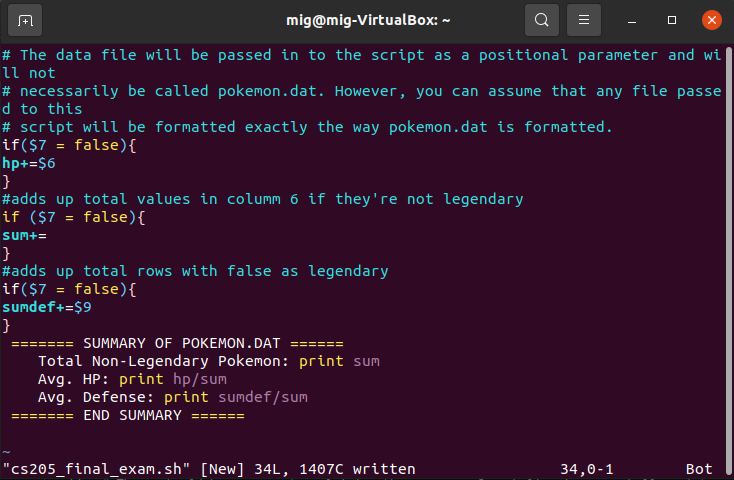 mig@mig-VirtualBox: ~
# The data file will be passed in to the script as a positional parameter and wi
ll not
# necessarily be called pokemon.dat. However, you can assume that any file passe
d to this
# script will be formatted exactly the way pokemon.dat is formatted.
if($7 = false){
hp+=$6
}
#adds up total values in columm 6 if they're not legendary
if ($7 = false){
sum+=
}
#adds up total rows with false as legendary
if($7 = false){
sumdef+=$9
}
======= SUMMARY OF POKEMON.DAT ======
Total Non-Legendary Pokemon: print sum
Avg. HP: print hp/sum
Avg. Defense: print sumdef/sum
======= END SUMMARY ======
~
"cs205_final_exam.sh" [New] 34L, 1407C written 34,0-1 Bot